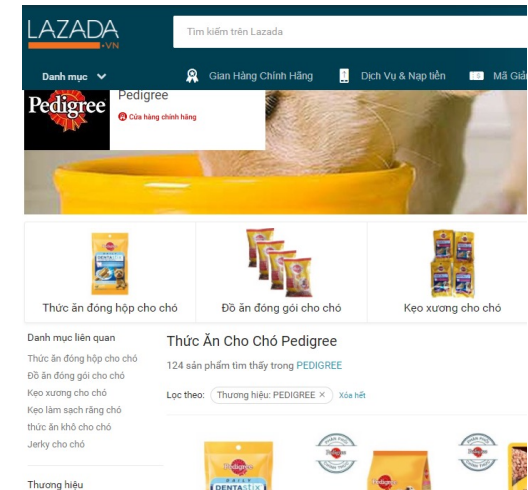 LAZADA
.VN
Tìm kiếm trên Lazada
Danh mục
Gian Hàng Chính Hãng
Dịch Vụ & Nạp tiền
Mã Giả
Pedigree
Pedigree
Cửa hàng chính hãng
Thức ăn đóng hộp cho chó
Đồ ăn đóng gói cho chó
Kẹo xương cho chó
Danh mục liên quan
Thức ăn đóng hộp cho chó
Đồ ăn đóng gói cho chó
Kẹo xương cho chó
Kẹo làm sạch răng chó
thức ăn khô cho chó
Jerky cho chó
Thương hiệu
Thức Ăn Cho Chó Pedigree
124 sản phẩm tìm thấy trong PEDIGREE
Lọc theo: Thương hiệu: PEDIGREE × Xóa hết
Pedigree
DAILY
DENTASTIX
Pedigree